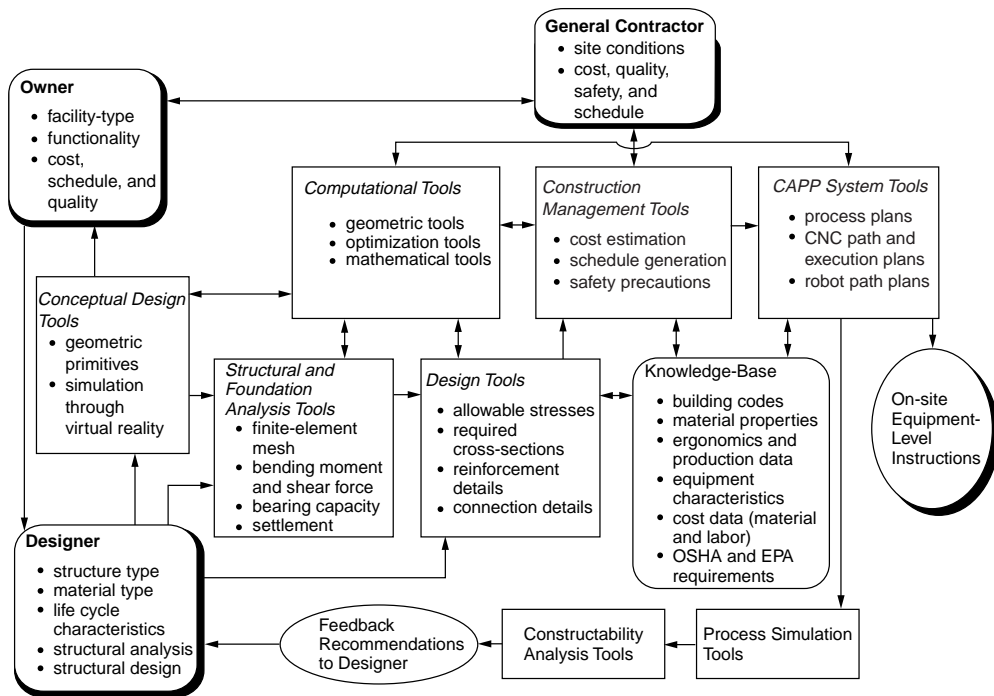 General Contractor
• site conditions
• cost, quality,
safety, and
schedule
Owner
• facility-type
• functionality
• cost,
schedule, and
quality
Computational Tools
• geometric tools
• optimization tools
• mathematical tools
Construction
Management Tools
• cost estimation
• schedule generation
• safety precautions
CAPP System Tools
• process plans
• CNC path and
execution plans
• robot path plans
Conceptual Design
Tools
• geometric
primitives
• simulation
through
virtual reality
Structural and
Foundation
Analysis Tools
• finite-element
mesh
• bending moment
and shear force
• bearing capacity
• settlement
Design Tools
• allowable stresses
• required
cross-sections
• reinforcement
details
• connection details
Knowledge-Base
• building codes
• material properties
• ergonomics and
production data
• equipment
characteristics
• cost data (material
and labor)
• OSHA and EPA
requirements
On-site
Equipment-
Level
Instructions
Designer
• structure type
• material type
• life cycle
characteristics
• structural analysis
• structural design
Feedback
Recommendations
to Designer
Constructability
Analysis Tools
Process Simulation
Tools